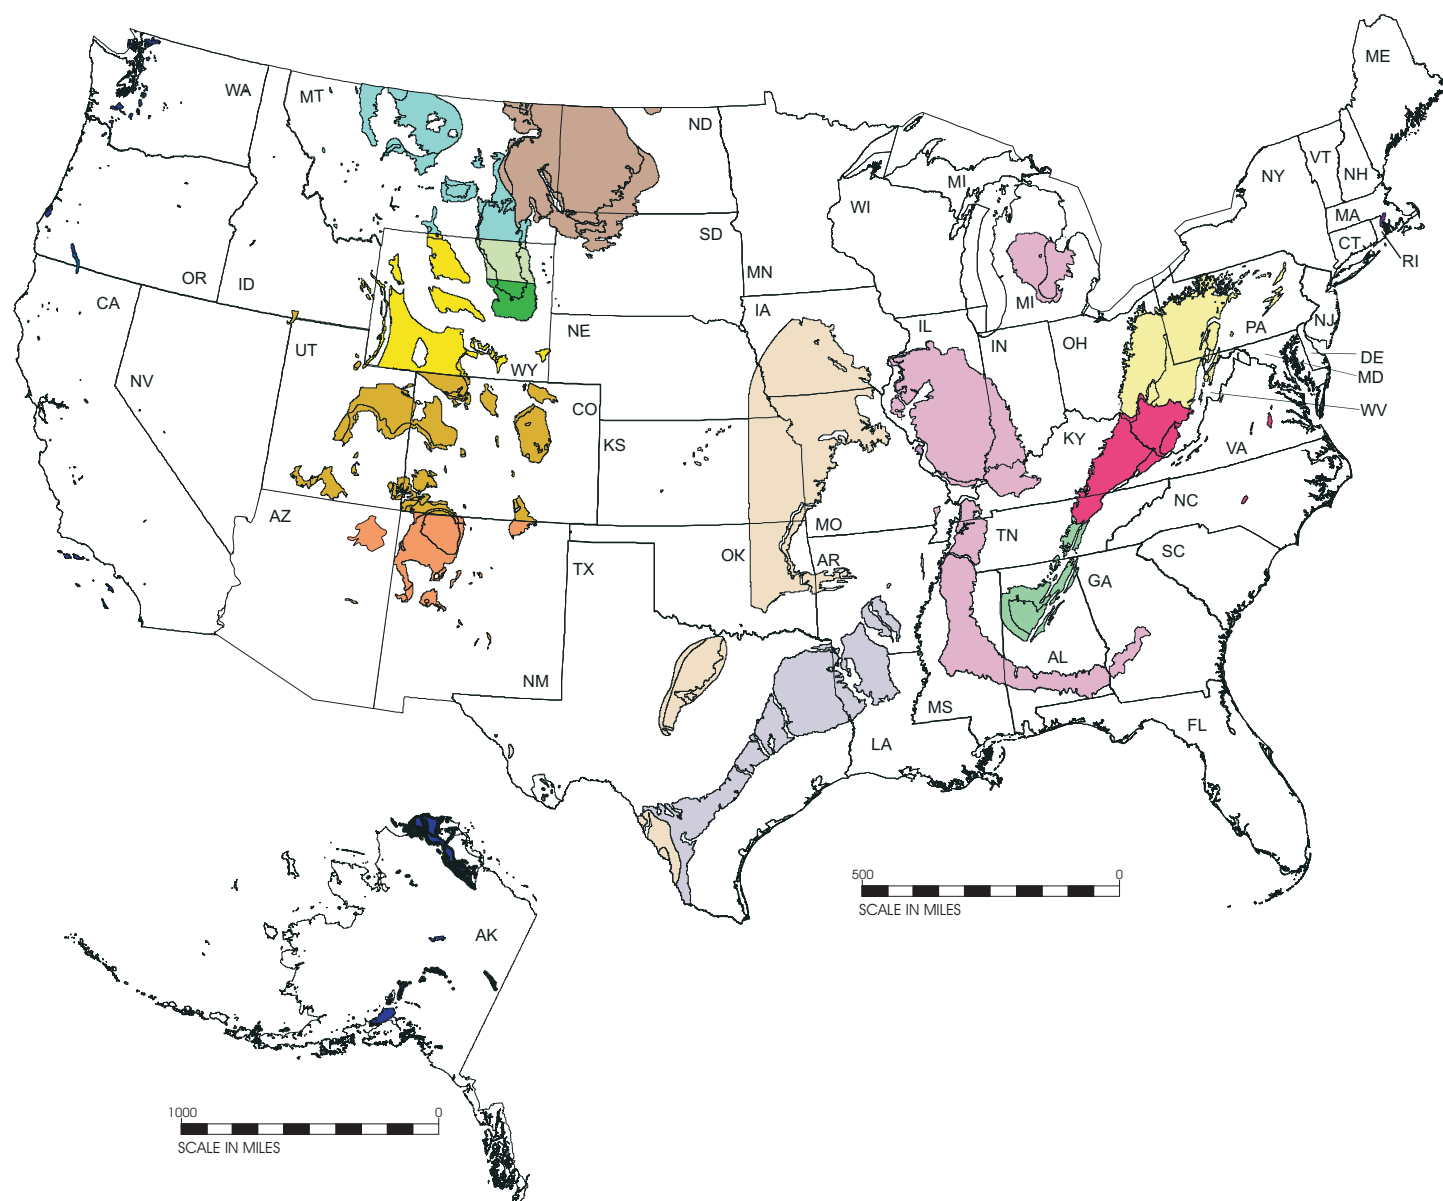 ME
WA
MT
ND
VT
NH
NY
MI
WI
MA
SD
CT
RI
MN
OR
ID
CA
MI
IA
NJ
IL
PA
NE
UT
IN
OH
DE
WY
MD
NV
CO
WV
KS
KY
VA
NC
AZ
MO
TN
SC
OK
AR
TX
GA
AL
NM
MS
FL
LA
500 0
SCALE IN MILES
AK
1000 0
SCALE IN MILES